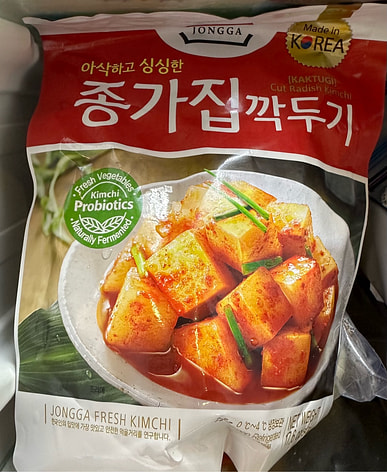 JONGGA
Made in
KOREA
아삭하고 싱싱한
[KAKTUGI]
Cut Radish Kimchi
종가집 깍두기
Fresh Vegetables
Kimchi
Probiotics
Naturally Fermented
JONGGA FRESH KIMCHI